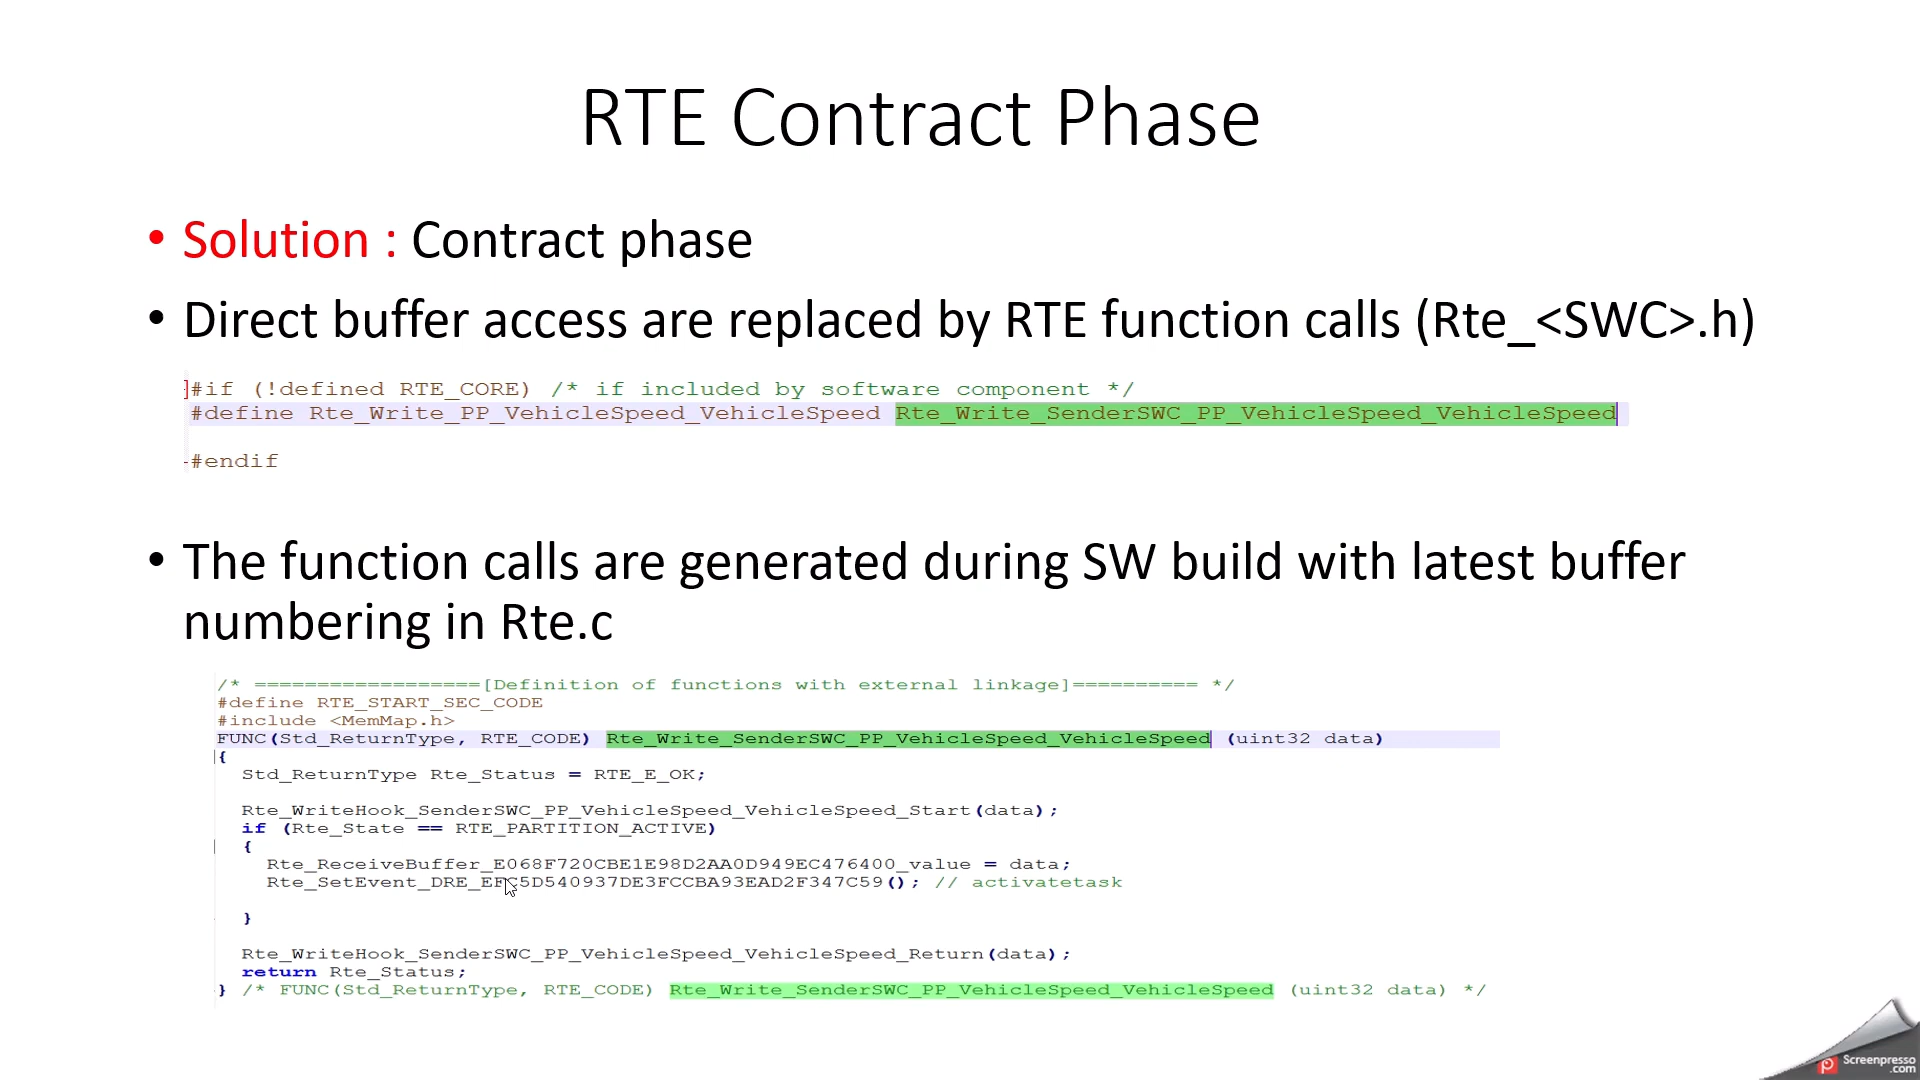 RTE Contract Phase
• Solution : Contract phase
• Direct buffer access are replaced by RTE function calls (Rte_<SWC>.h)
#if (!defined RTE_CORE) /* if included by software component */
#define Rte_Write_PP_VehicleSpeed_VehicleSpeed Rte_Write_SenderSWC_PP_VehicleSpeed_VehicleSpeed
#endif
• The function calls are generated during SW build with latest buffer
numbering in Rte.c
/* ==================[Definition of functions with external linkage]========== */
#define RTE_START_SEC_CODE
#include <MemMap.h>
FUNC(Std_ReturnType, RTE_CODE) Rte_Write_SenderSWC_PP_VehicleSpeed_VehicleSpeed (uint32 data)
{
Std_ReturnType Rte_Status = RTE_E_OK;
Rte_WriteHook_SenderSWC_PP_VehicleSpeed_VehicleSpeed_Start(data);
if (Rte_State == RTE_PARTITION_ACTIVE)
{
Rte_ReceiveBuffer_E068F720CBE1E98D2AA0D949EC476400_value = data;
Rte_SetEvent_DRE_EFC5D540937DE3FCCBA93EAD2F347C59(); // activatetask
}
Rte_WriteHook_SenderSWC_PP_VehicleSpeed_VehicleSpeed_Return(data);
return Rte_Status;
} /* FUNC(Std_ReturnType, RTE_CODE) Rte_Write_SenderSWC_PP_VehicleSpeed_VehicleSpeed (uint32 data) */
Screenpresso
.com